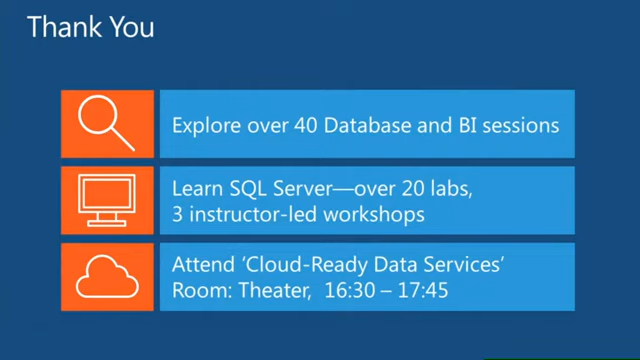 Thank You
Explore over 40 Database and BI sessions
Learn SQL Server—over 20 labs,
3 instructor-led workshops
Attend ‘Cloud-Ready Data Services’
Room: Theater,  16:30 – 17:45